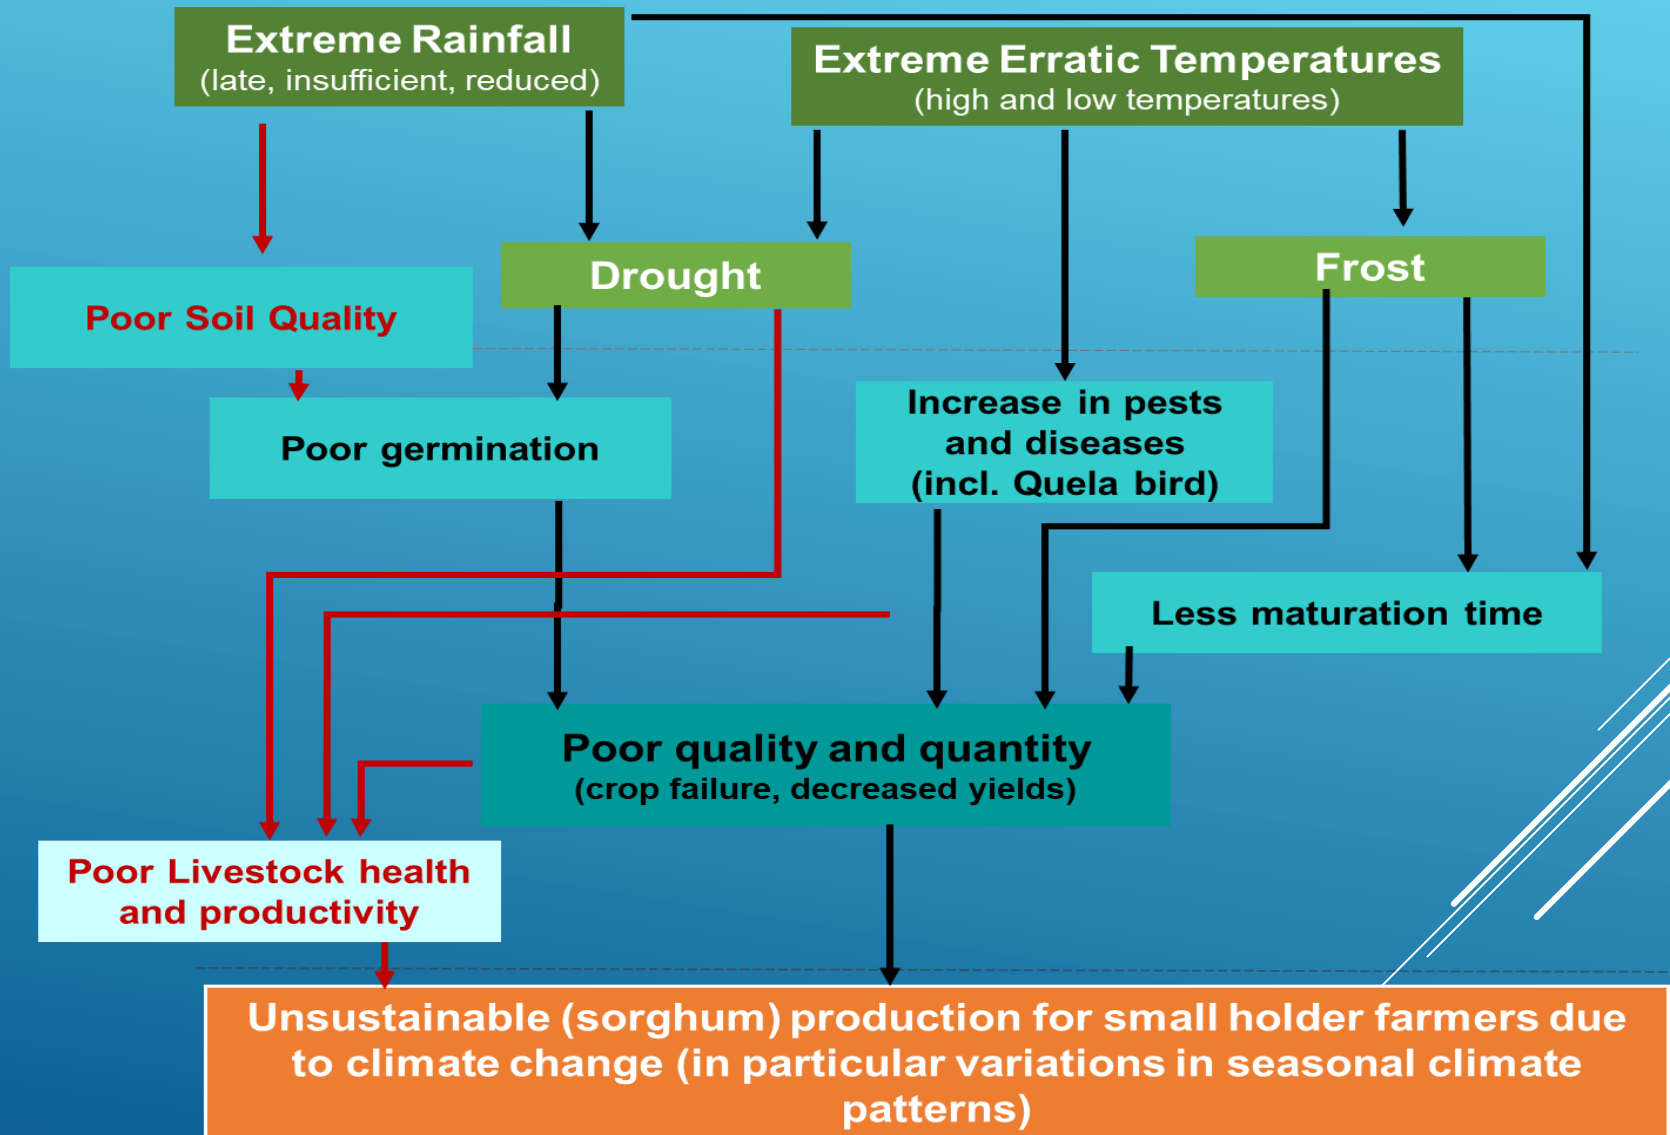 Extreme Rainfall
(late, insufficient, reduced)
Extreme Erratic Temperatures
(high and low temperatures)
Drought
Frost
Poor Soil Quality
Increase in pests
and diseases
(incl. Quela bird)
Poor germination
Less maturation time
Poor quality and quantity
(crop failure, decreased yields)
Poor Livestock health
and productivity
Unsustainable (sorghum) production for small holder farmers due
to climate change (in particular variations in seasonal climate
patterns)